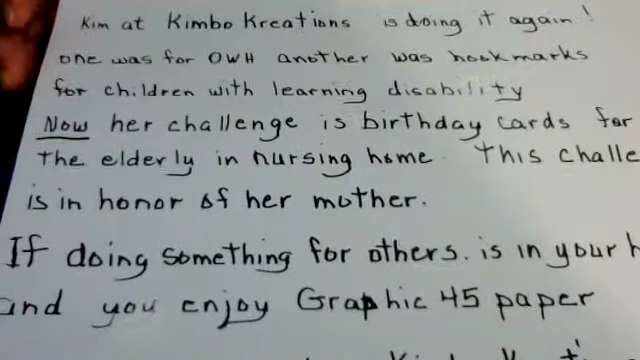 Kim at Kimbo Kreations is doing it again!
one was for OWH another was bookmarks
for children with learning disability
Now her challenge is birthday cards for
the elderly in nursing home. This challe
is in honor of her mother.
If doing something for others. is in your h
and you enjoy Graphic 45 paper